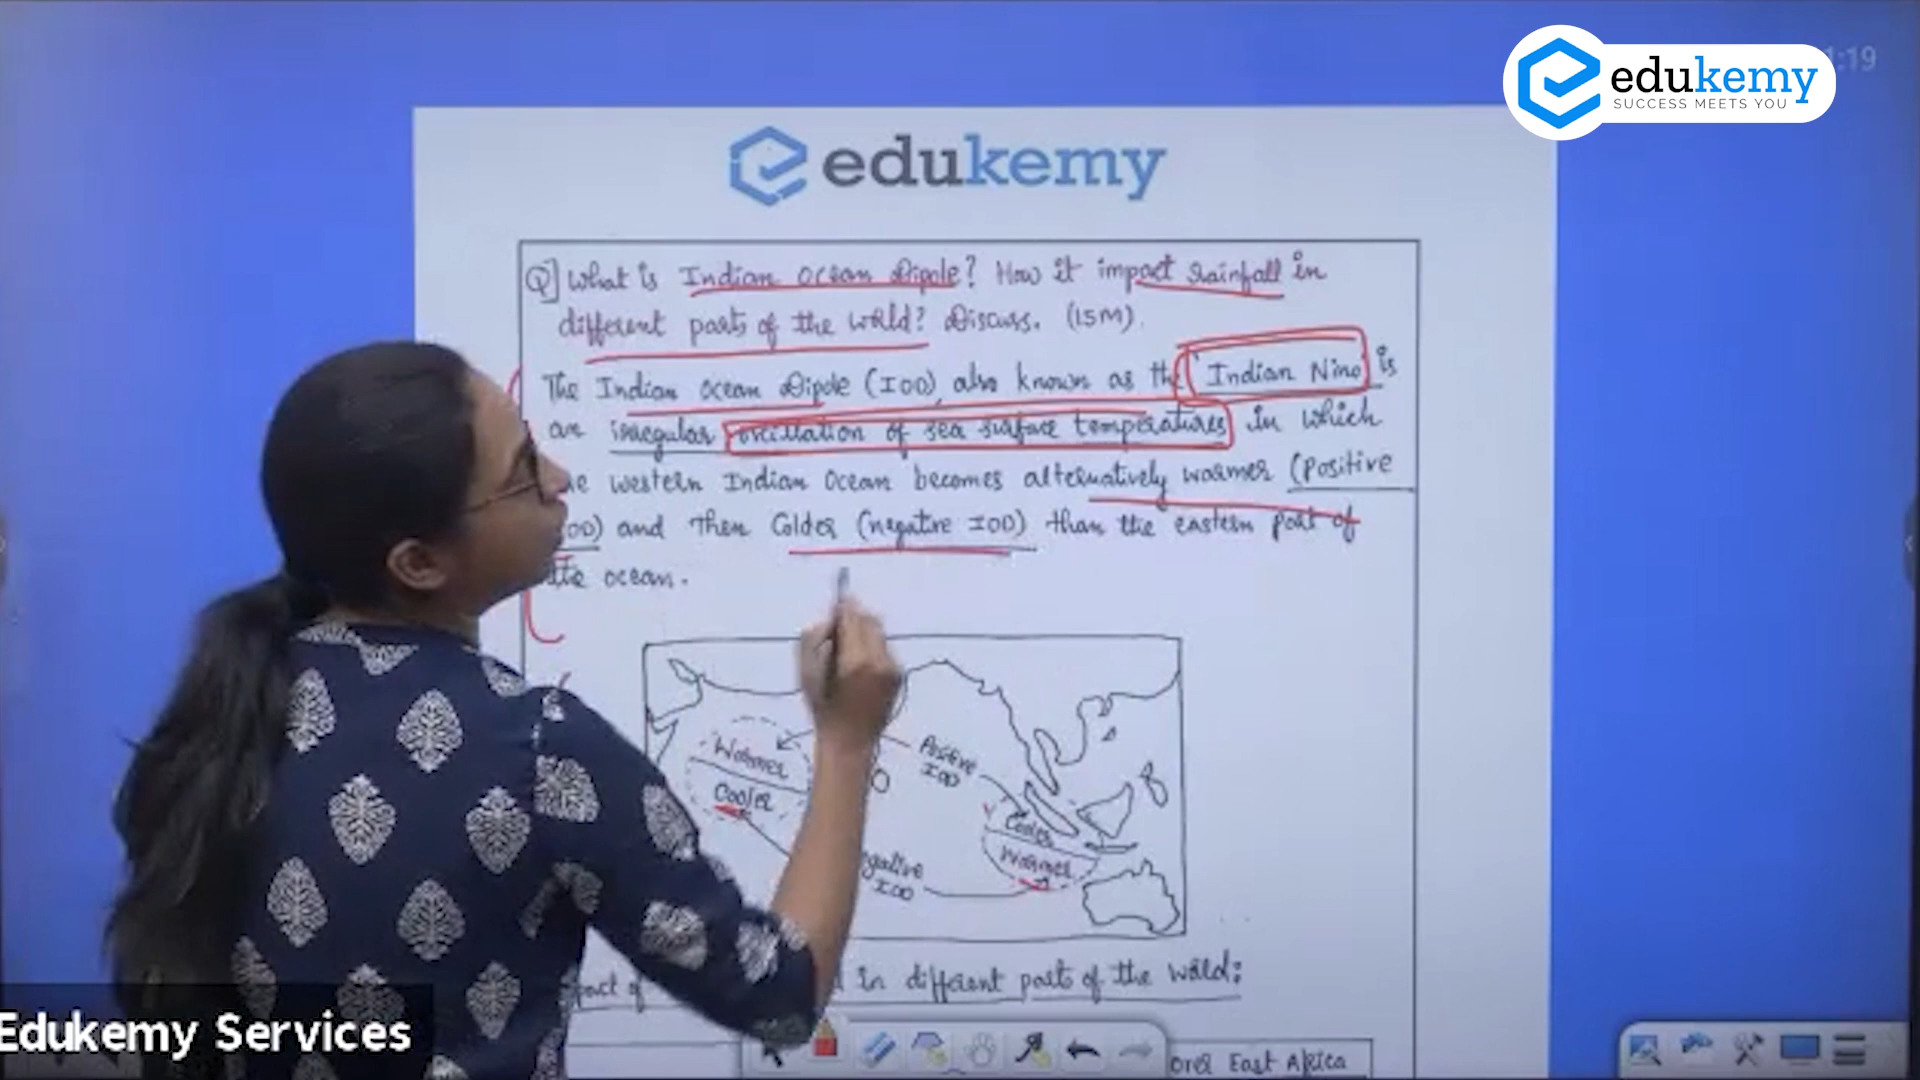 edukemy
SUCCESS MEETS YOU
:19
edukemy
Q] What is Indian Ocean Dipole? How it impact rainfall in
different parts of the world? Discuss. (15M)
The Indian Ocean Dipole (IOD), also known as the 'Indian Nino' is
an irregular oscillation of sea surface temperatures in which
western Indian Ocean becomes alternatively warmer (positive
and then Colder (negative IOD) than the eastern part of
the ocean.
Warmer
Cooler
Positive
IOD
Cooler
Warmer
IOD
in different parts of the world:
East Africa
Edukemy Services